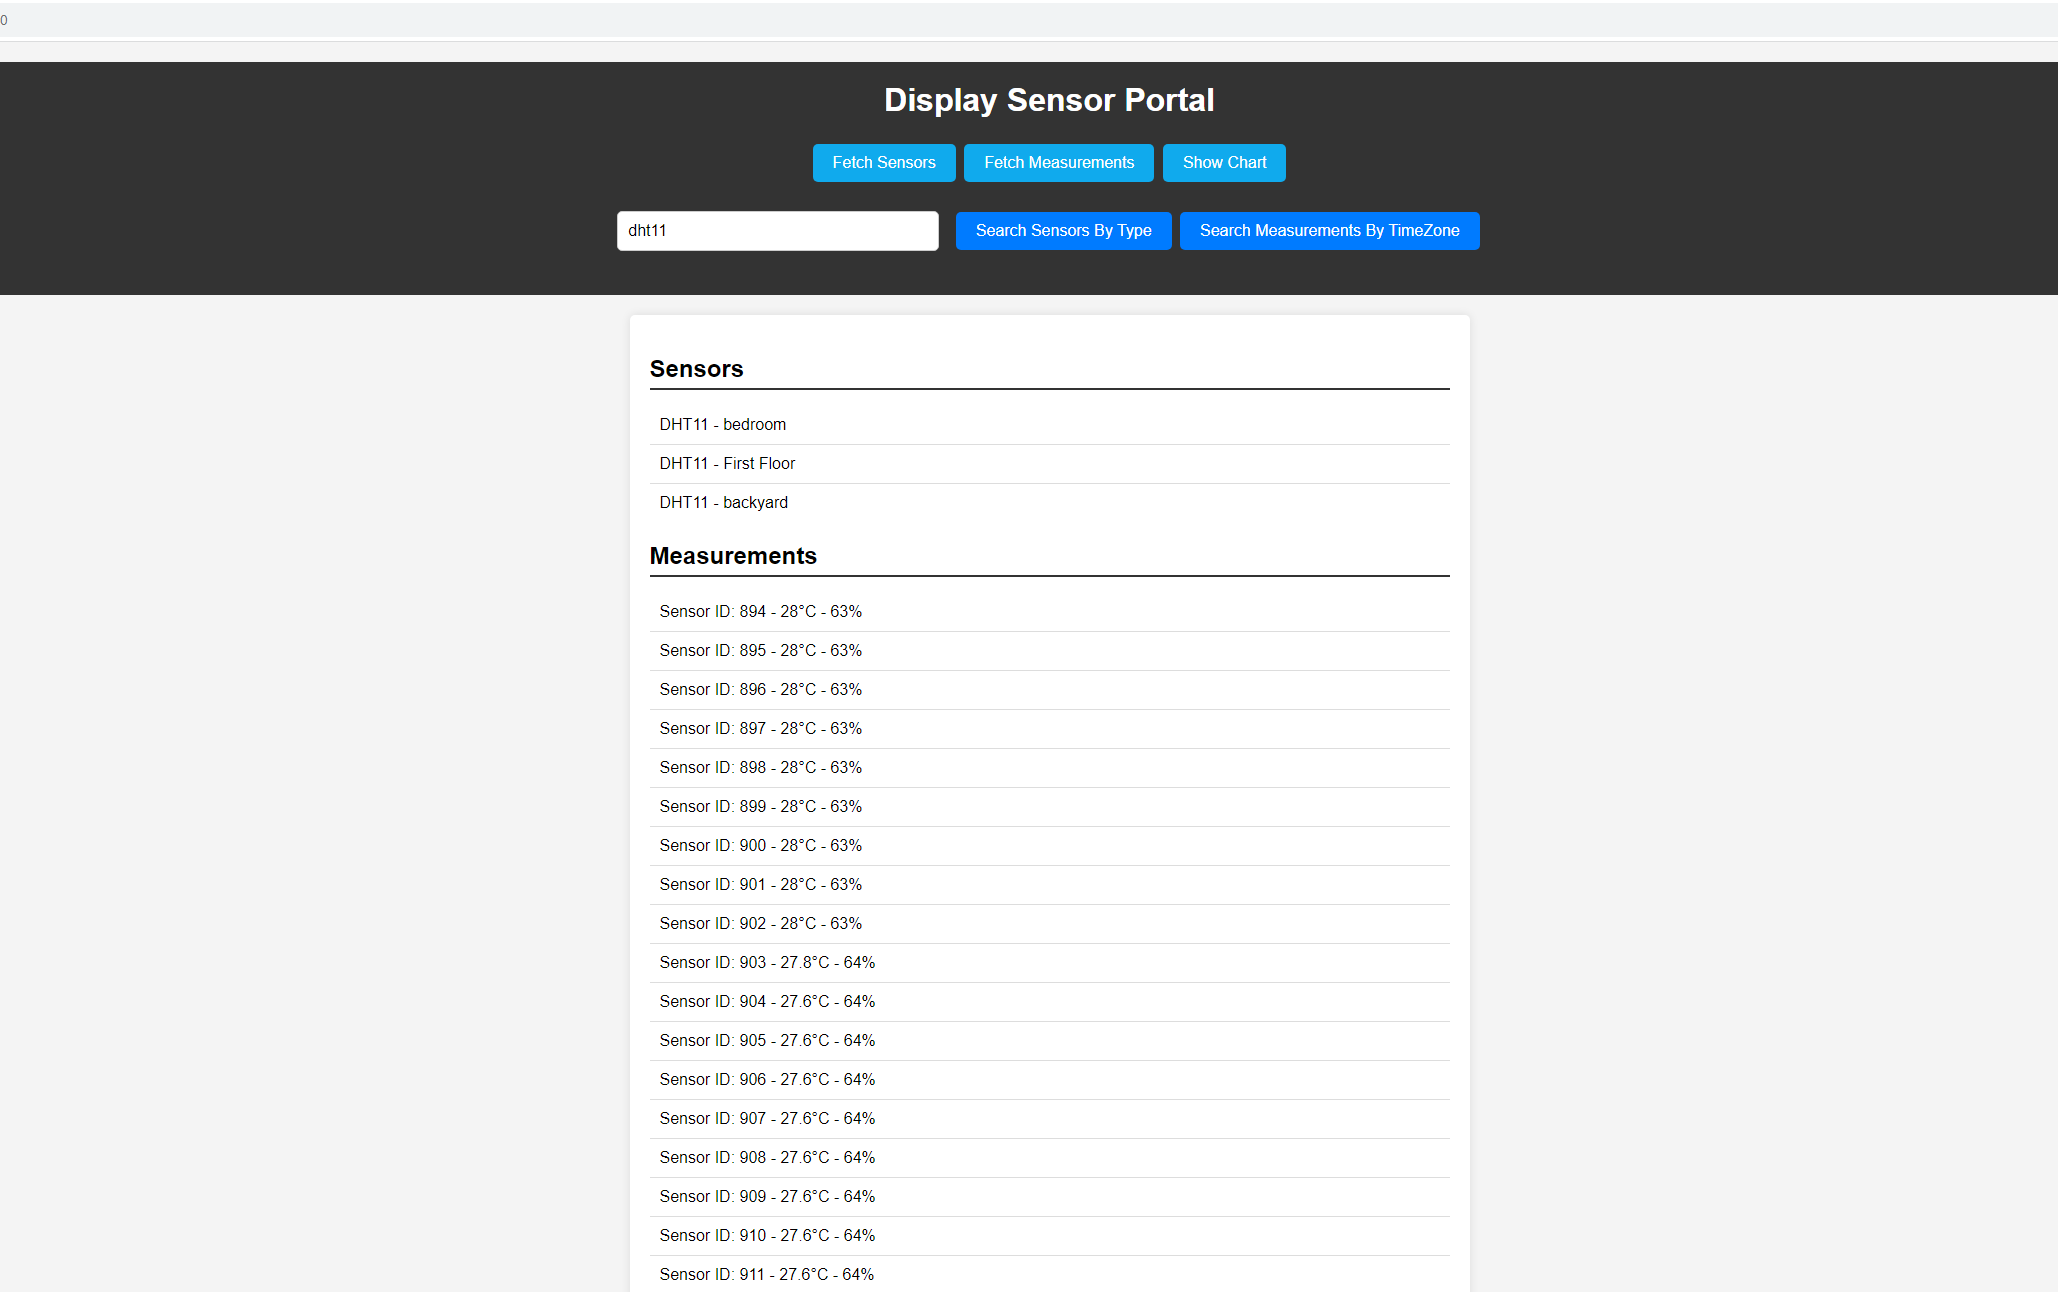 0
Display Sensor Portal
Fetch Sensors Fetch Measurements Show Chart
dht11 Search Sensors By Type Search Measurements By TimeZone
Sensors
DHT11 - bedroom
DHT11 - First Floor
DHT11 - backyard
Measurements
Sensor ID: 894 - 28°C - 63%
Sensor ID: 895 - 28°C - 63%
Sensor ID: 896 - 28°C - 63%
Sensor ID: 897 - 28°C - 63%
Sensor ID: 898 - 28°C - 63%
Sensor ID: 899 - 28°C - 63%
Sensor ID: 900 - 28°C - 63%
Sensor ID: 901 - 28°C - 63%
Sensor ID: 902 - 28°C - 63%
Sensor ID: 903 - 27.8°C - 64%
Sensor ID: 904 - 27.6°C - 64%
Sensor ID: 905 - 27.6°C - 64%
Sensor ID: 906 - 27.6°C - 64%
Sensor ID: 907 - 27.6°C - 64%
Sensor ID: 908 - 27.6°C - 64%
Sensor ID: 909 - 27.6°C - 64%
Sensor ID: 910 - 27.6°C - 64%
Sensor ID: 911 - 27.6°C - 64%